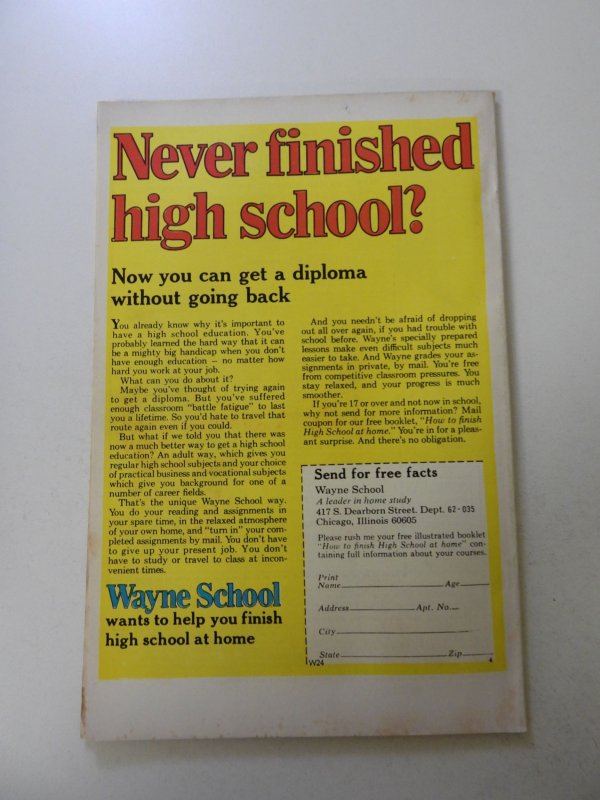 Never finished
high school?
Now you can get a diploma
without going back
You already know why it's important to
have a high school education. You've
probably learned the hard way that it can
be a mighty big handicap when you don't
have enough education — no matter how
hard you work at your job.
What can you do about it?
Maybe you've thought of trying again
to get a diploma. But you've suffered
enough classroom "battle fatigue" to last
you a lifetime. So you'd hate to travel that
route again even if you could.
But what if we told you that there was
now a much better way to get a high school
education? An adult way, which gives you
regular high school subjects and your choice
of practical business and vocational subjects
which give you background for one of a
number of career fields.
That's the unique Wayne School way.
You do your reading and assignments in
your spare time, in the relaxed atmosphere
of your own home, and "turn in" your com-
pleted assignments by mail. You don't have
to give up your present job. You don't
have to study or travel to class at incon-
venient times.
Wayne School
wants to help you finish
high school at home
And you needn't be afraid of dropping
out all over again, if you had trouble with
school before. Wayne's specially prepared
lessons make even difficult subjects much
easier to take. And Wayne grades your as-
signments in private, by mail. You're free
from competitive classroom pressures. You
stay relaxed, and your progress is much
smoother.
If you're 17 or over and not now in school,
why not send for more information? Mail
coupon for our free booklet, "How to finish
High School at home." You're in for a pleas-
ant surprise. And there's no obligation.
Send for free facts
Wayne School
A leader in home study
417 S. Dearborn Street. Dept. 62-035
Chicago, Illinois 60605
Please rush me your free illustrated booklet
"How to finish High School at home" con-
taining full information about your courses.
Print
Name Age
Address Apt. No.
City
State Zip
W24 4